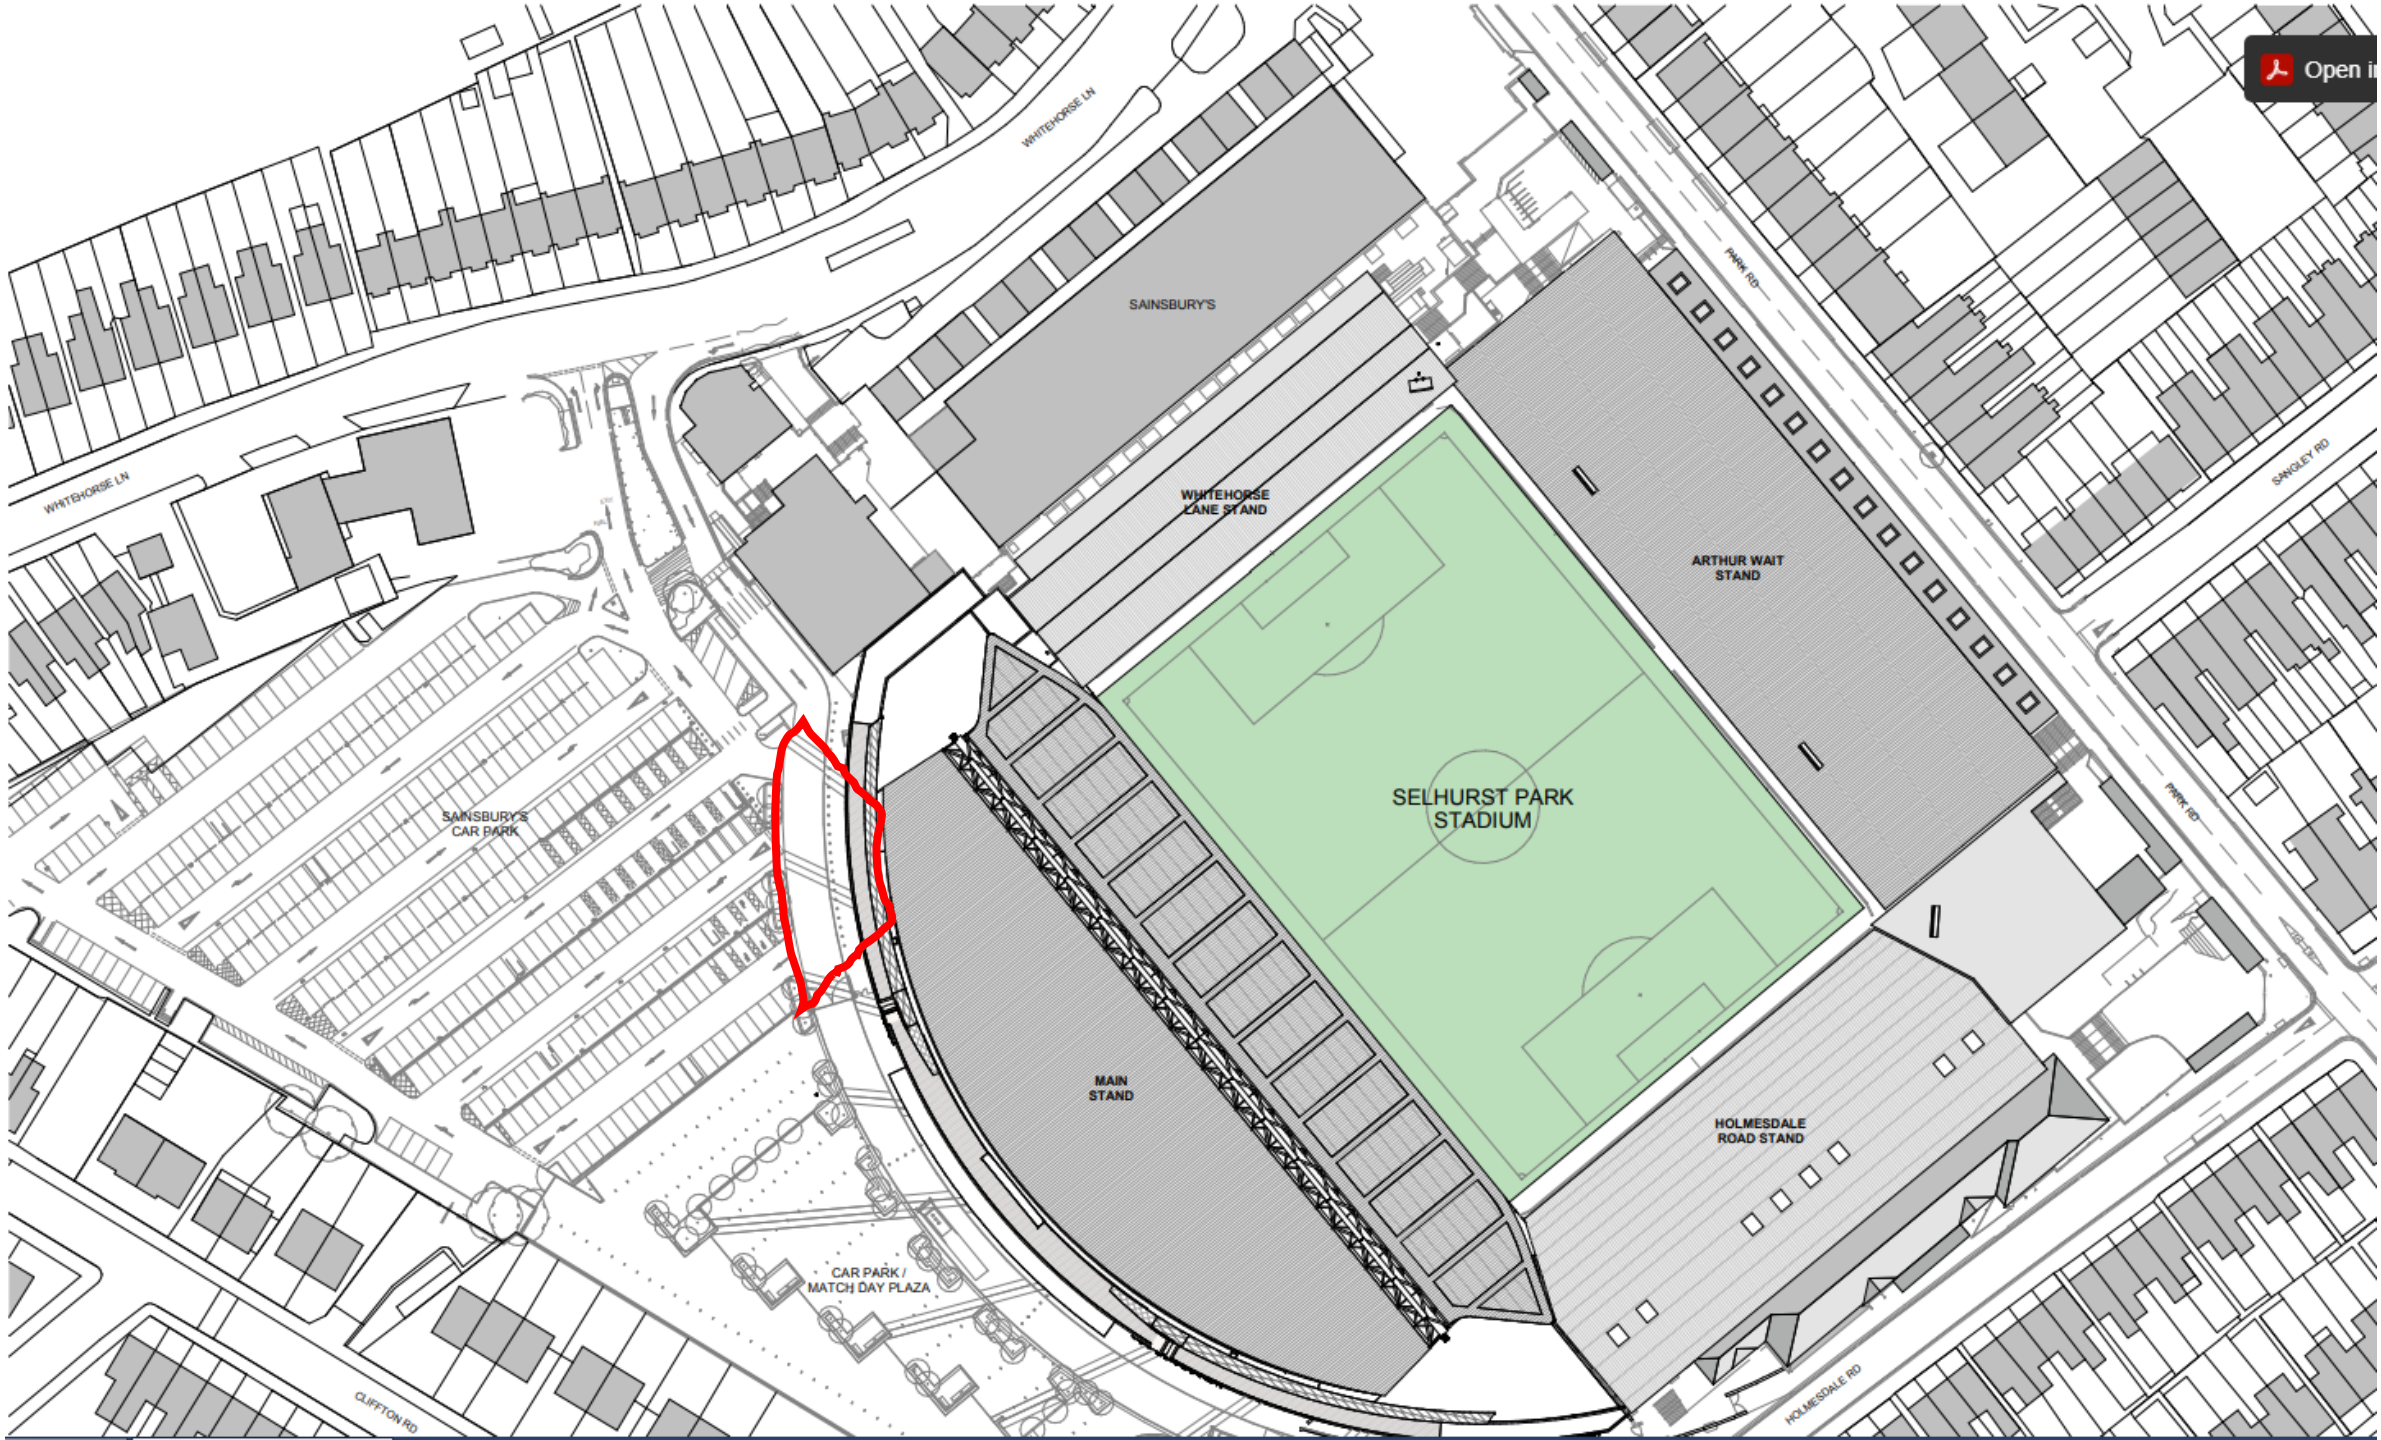 Open i
WHITEHORSE LN
PARK RD
SAINSBURY'S
WHITEHORSE LN
WHITEHORSE
LANE STAND
SANGLEY RD
ARTHUR WAIT
STAND
SELHURST PARK
STADIUM
PARK RD
SAINSBURY'S
CAR PARK
MAIN
STAND
HOLMESDALE
ROAD STAND
CAR PARK /
MATCH DAY PLAZA
CLIFFTON RD
HOLMESDALE RD